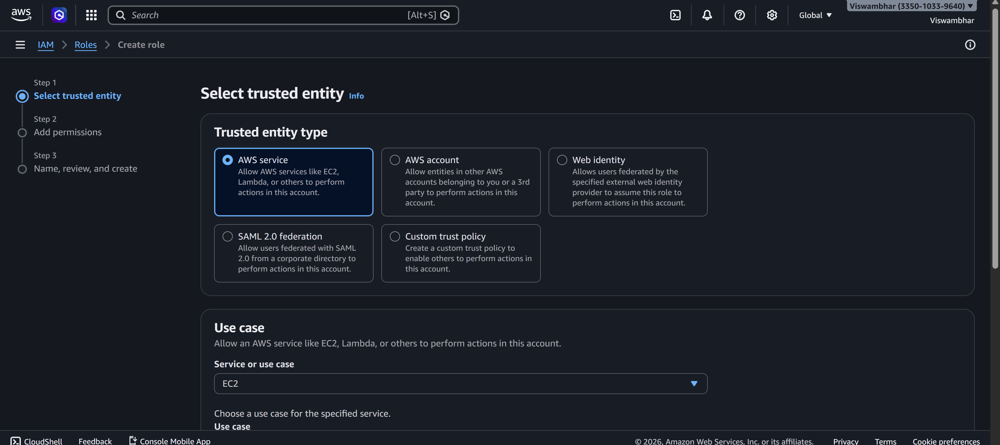 aws
Search
[Alt+S]
Global
Viswambhar (3350-1033-9640)
Viswambhar
IAM
Roles
Create role
Step 1
Select trusted entity
Step 2
Add permissions
Step 3
Name, review, and create
Select trusted entity Info
Trusted entity type
AWS service
Allow AWS services like EC2,
Lambda, or others to perform
actions in this account.
AWS account
Allow entities in other AWS
accounts belonging to you or a 3rd
party to perform actions in this
account.
Web identity
Allows users federated by the
specified external web identity
provider to assume this role to
perform actions in this account.
SAML 2.0 federation
Allow users federated with SAML
2.0 from a corporate directory to
perform actions in this account.
Custom trust policy
Create a custom trust policy to
enable others to perform actions in
this account.
Use case
Allow an AWS service like EC2, Lambda, or others to perform actions in this account.
Service or use case
EC2
Choose a use case for the specified service.
Use case
CloudShell
Feedback
Console Mobile App
© 2026, Amazon Web Services, Inc. or its affiliates.
Privacy
Terms
Cookie preferences